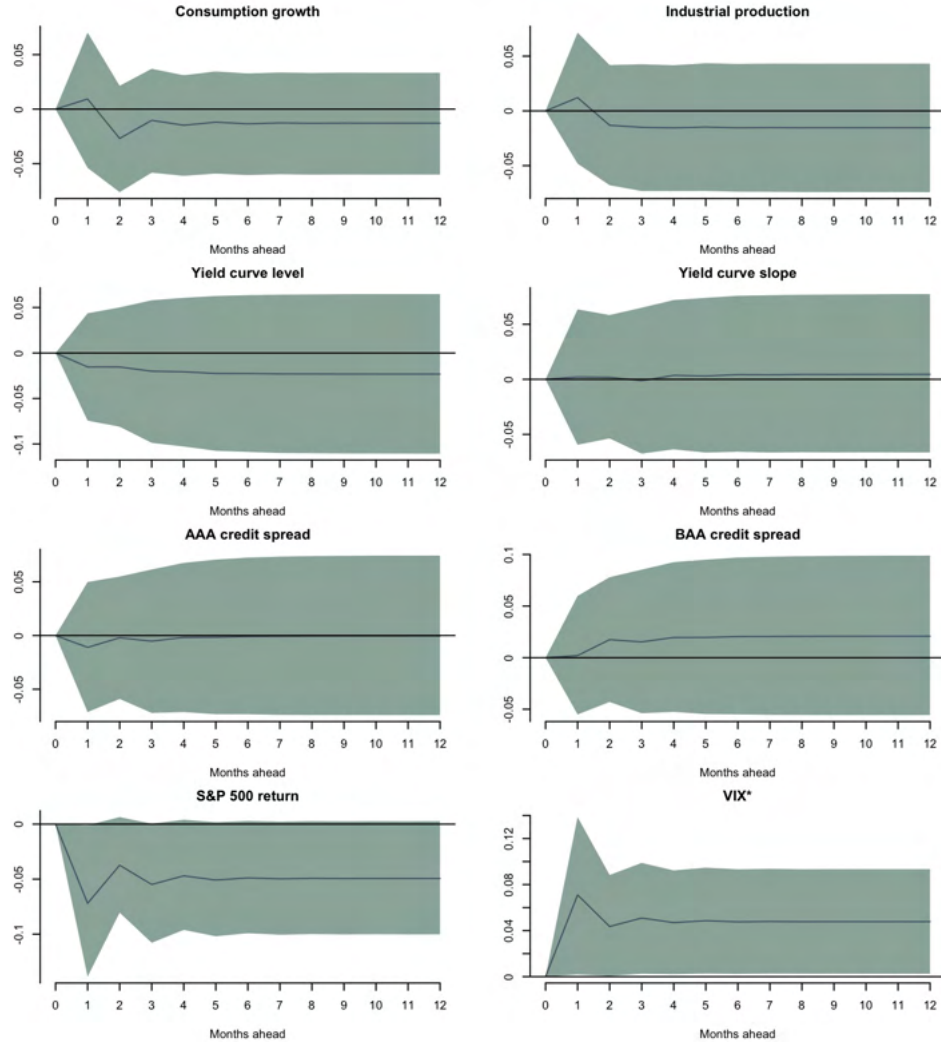 Consumption growth
0.05
0
-0.05
0 1 2 3 4 5 6 7 8 9 10 11 12
Months ahead
Industrial production
0.05
0
-0.05
0 1 2 3 4 5 6 7 8 9 10 11 12
Months ahead
Yield curve level
0.05
0
-0.05
-0.1
0 1 2 3 4 5 6 7 8 9 10 11 12
Months ahead
Yield curve slope
0.05
0
-0.05
0 1 2 3 4 5 6 7 8 9 10 11 12
Months ahead
AAA credit spread
0.05
0
-0.05
0 1 2 3 4 5 6 7 8 9 10 11 12
Months ahead
BAA credit spread
0.1
0.05
0
-0.05
0 1 2 3 4 5 6 7 8 9 10 11 12
Months ahead
S&P 500 return
0
-0.05
-0.1
0 1 2 3 4 5 6 7 8 9 10 11 12
Months ahead
VIX*
0.12
0.08
0.04
0
0 1 2 3 4 5 6 7 8 9 10 11 12
Months ahead